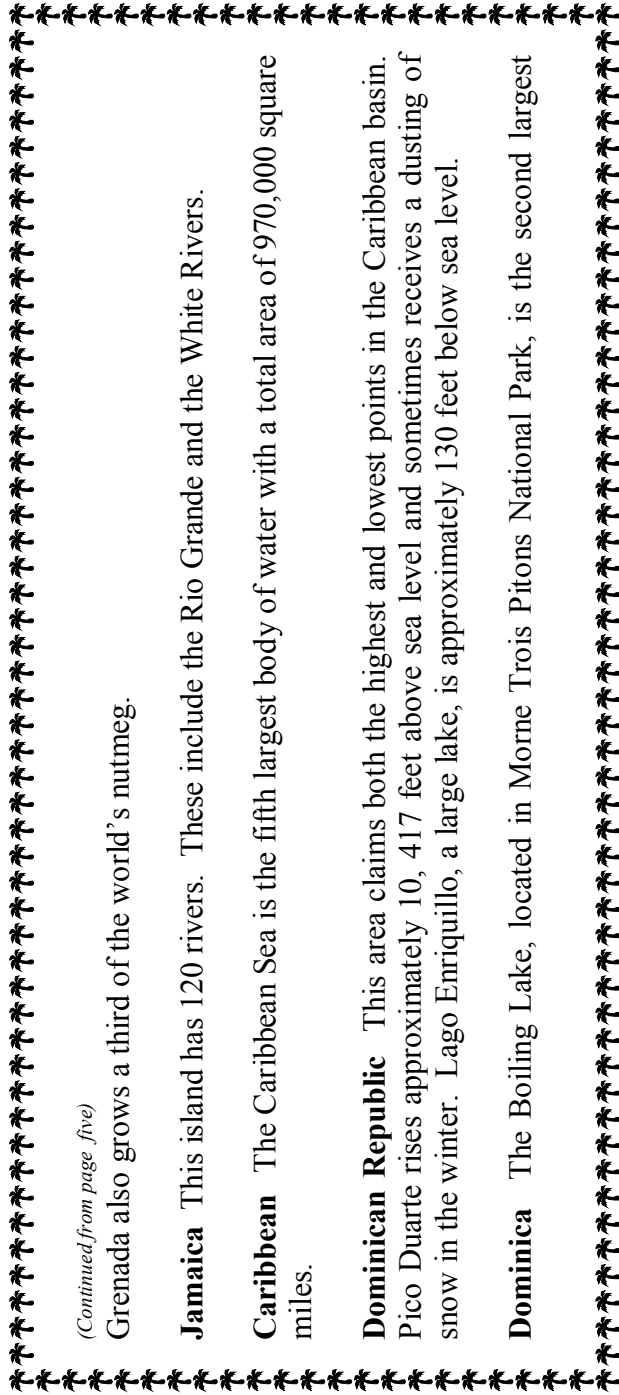 (Continued from page five)
Grenada also grows a third of the world's nutmeg.
Jamaica This island has 120 rivers. These include the Rio Grande and the White Rivers.
Caribbean The Caribbean Sea is the fifth largest body of water with a total area of 970,000 square
miles.
Dominican Republic This area claims both the highest and lowest points in the Caribbean basin.
Pico Duarte rises approximately 10, 417 feet above sea level and sometimes receives a dusting of
snow in the winter. Lago Enriquillo, a large lake, is approximately 130 feet below sea level.
Dominica The Boiling Lake, located in Morne Trois Pitons National Park, is the second largest